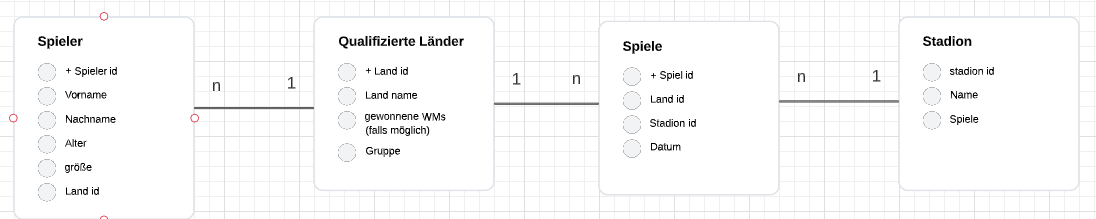 Spieler
+ Spieler id
Vorname
Nachname
Alter
größe
Land id
n
1
Qualifizierte Länder
+ Land id
Land name
gewonnene WMs
(falls möglich)
Gruppe
1
n
Spiele
+ Spiel id
Land id
Stadion id
Datum
n
1
Stadion
stadion id
Name
Spiele